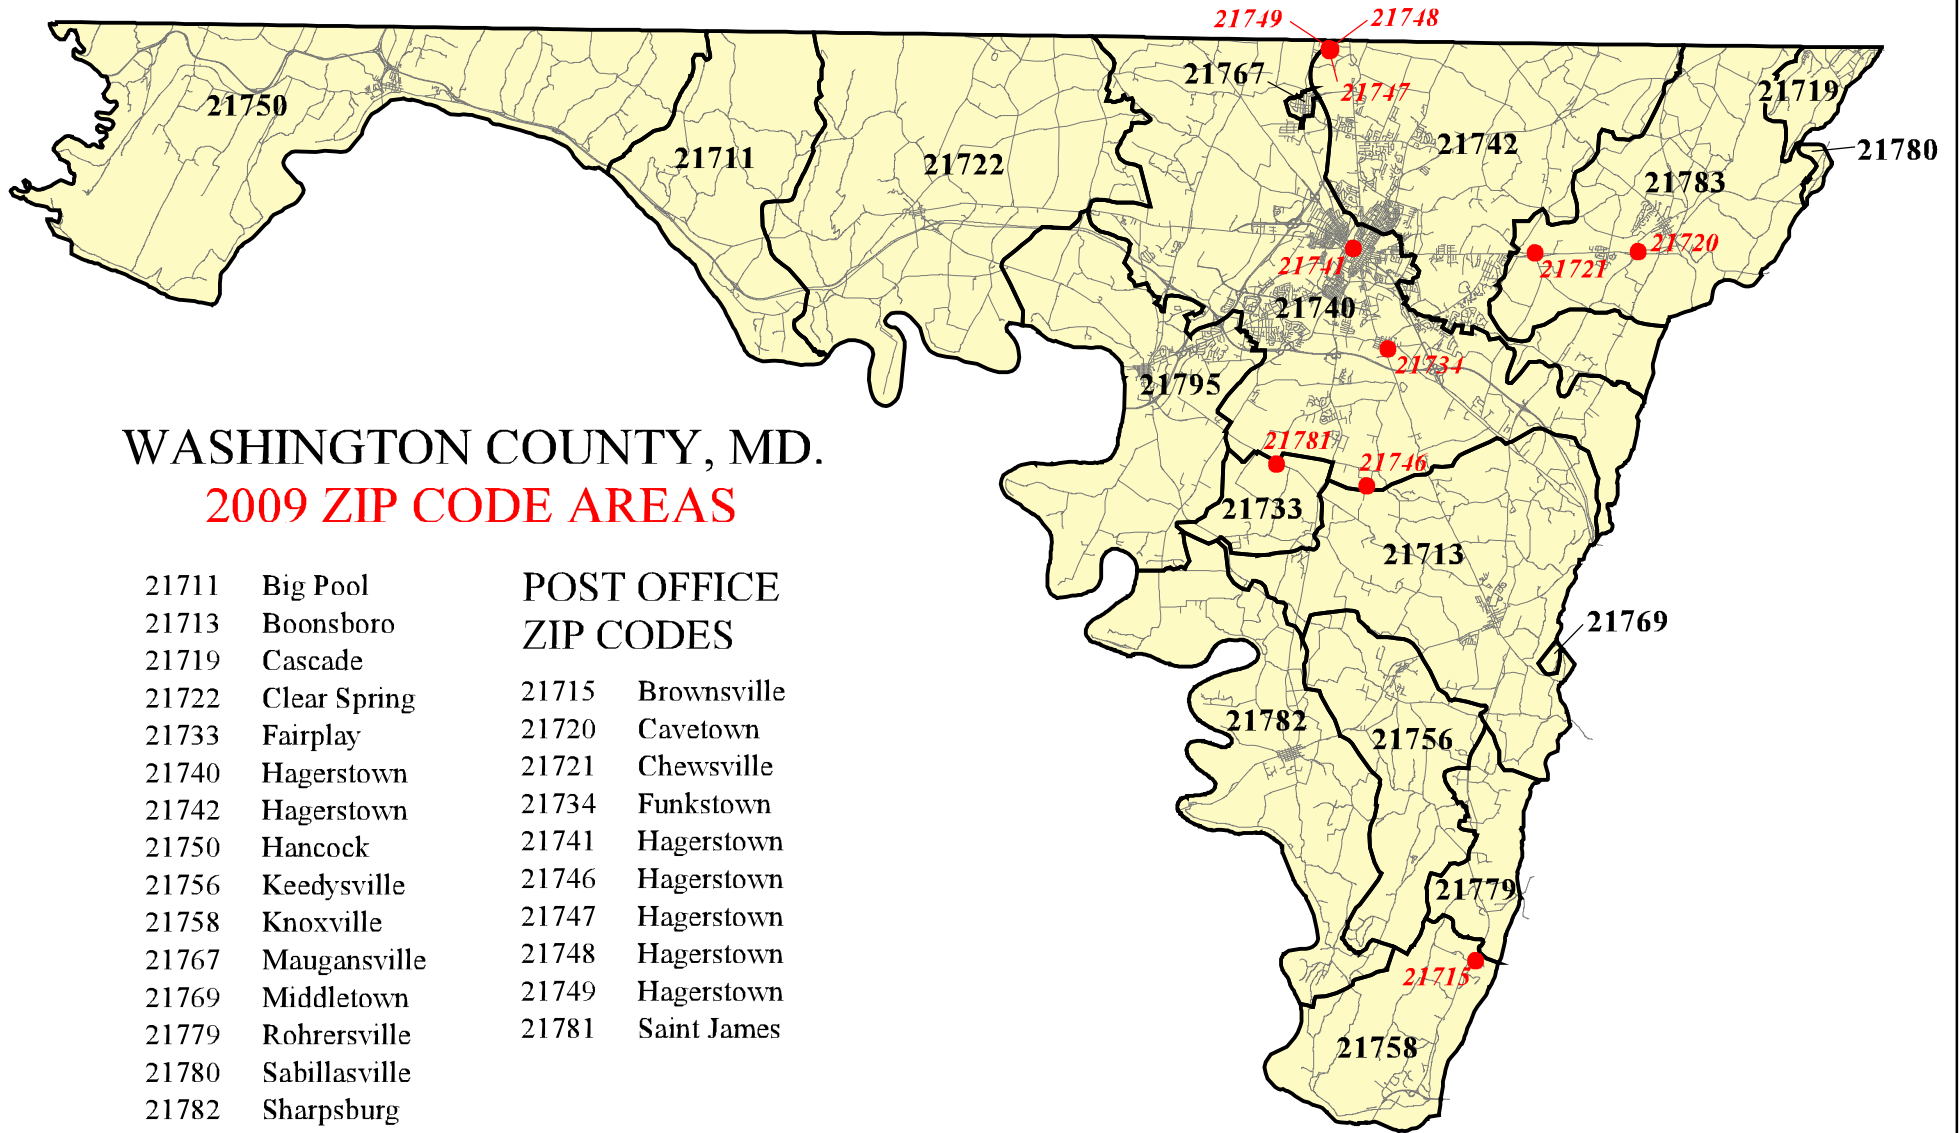 21749
21748
21767
21747
21750
21719
21742
21780
21711
21722
21783
21720
21721
21741
21740
21734
21795
WASHINGTON COUNTY, MD.
2009 ZIP CODE AREAS
21781
21746
21733
21713
21769
21782
21756
21779
21715
21758
21711 Big Pool
21713 Boonsboro
21719 Cascade
21722 Clear Spring
21733 Fairplay
21740 Hagerstown
21742 Hagerstown
21750 Hancock
21756 Keedysville
21758 Knoxville
21767 Maugansville
21769 Middletown
21779 Rohrersville
21780 Sabillasville
21782 Sharpsburg
POST OFFICE
ZIP CODES
21715 Brownsville
21720 Cavetown
21721 Chewsville
21734 Funkstown
21741 Hagerstown
21746 Hagerstown
21747 Hagerstown
21748 Hagerstown
21749 Hagerstown
21781 Saint James